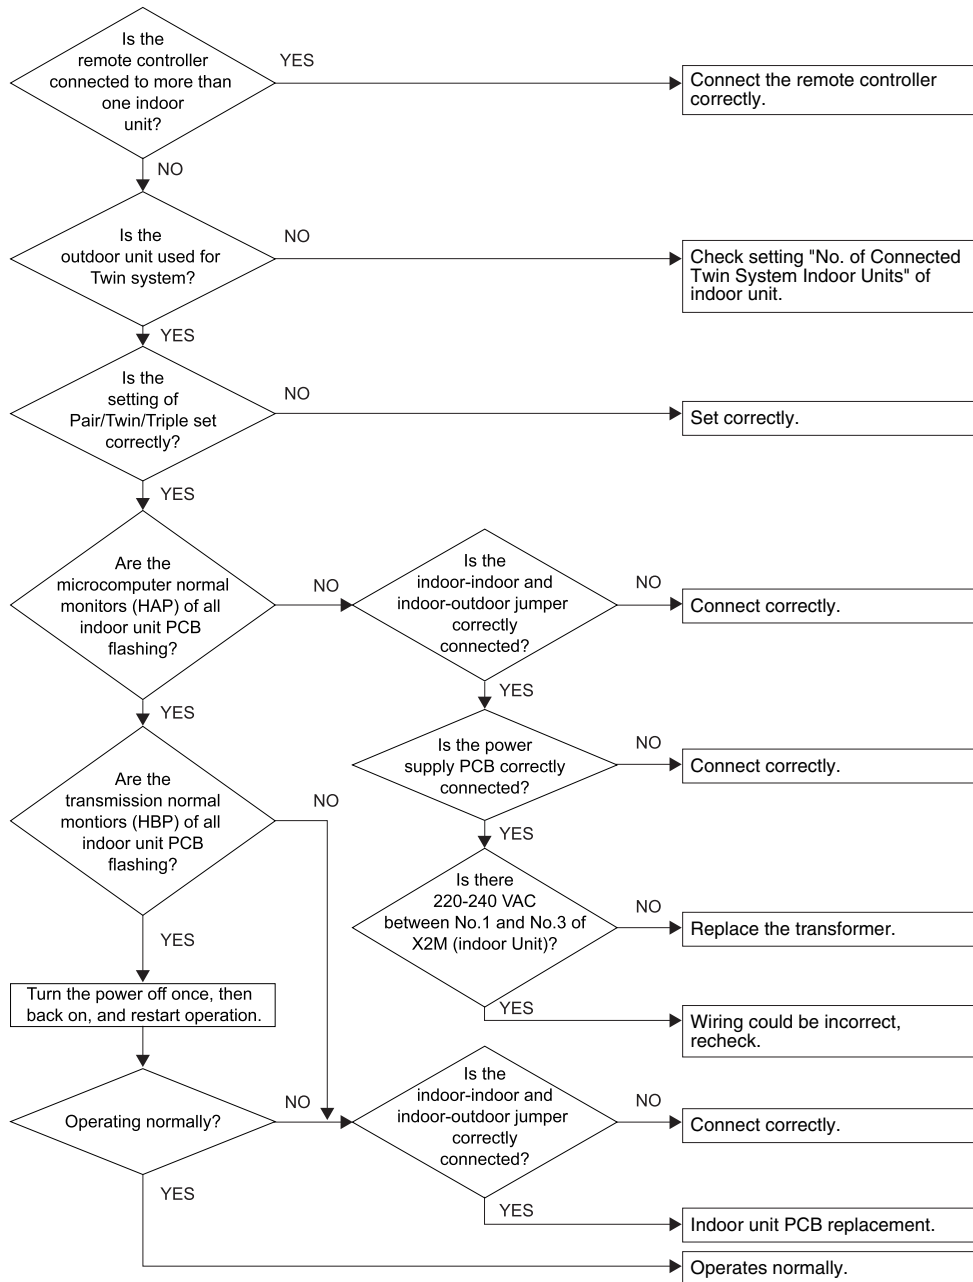 Is the
remote controller
connected to more than
one indoor
unit?
YES
Connect the remote controller
correctly.
NO
Is the
outdoor unit used for
Twin system?
NO
Check setting "No. of Connected
Twin System Indoor Units" of
indoor unit.
YES
Is the
setting of
Pair/Twin/Triple set
correctly?
NO
Set correctly.
YES
Are the
microcomputer normal
monitors (HAP) of all
indoor unit PCB
flashing?
NO
Is the
indoor-indoor and
indoor-outdoor jumper
correctly
connected?
NO
Connect correctly.
YES
YES
Is the power
supply PCB correctly
connected?
NO
Connect correctly.
Are the
transmission normal
montiors (HBP) of all
indoor unit PCB
flashing?
NO
YES
Is there
220-240 VAC
between No.1 and No.3 of
X2M (indoor Unit)?
NO
Replace the transformer.
YES
YES
Wiring could be incorrect,
recheck.
Turn the power off once, then
back on, and restart operation.
Operating normally?
NO
Is the
indoor-indoor and
indoor-outdoor jumper
correctly
connected?
NO
Connect correctly.
YES
YES
Indoor unit PCB replacement.
Operates normally.